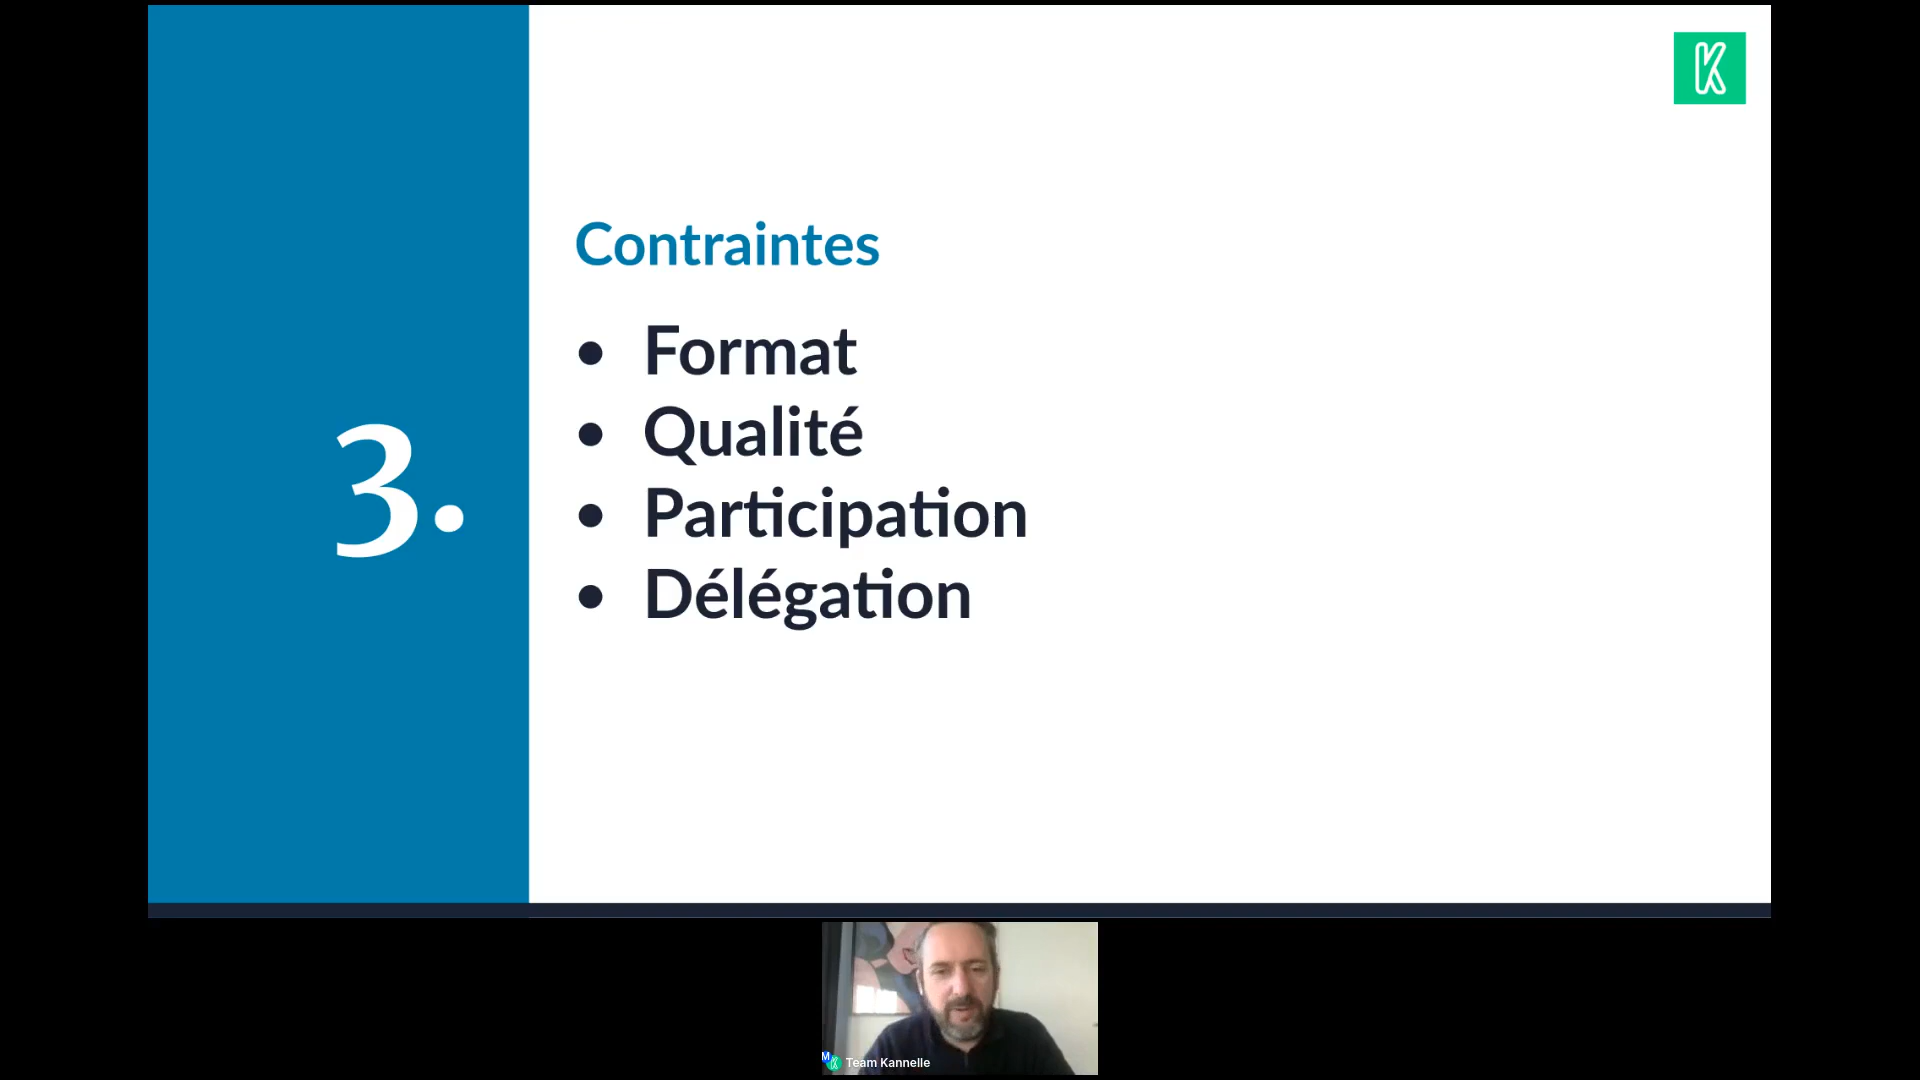 K
3.
Contraintes
• Format
• Qualité
• Participation
• Délégation
M
Team Kannelle